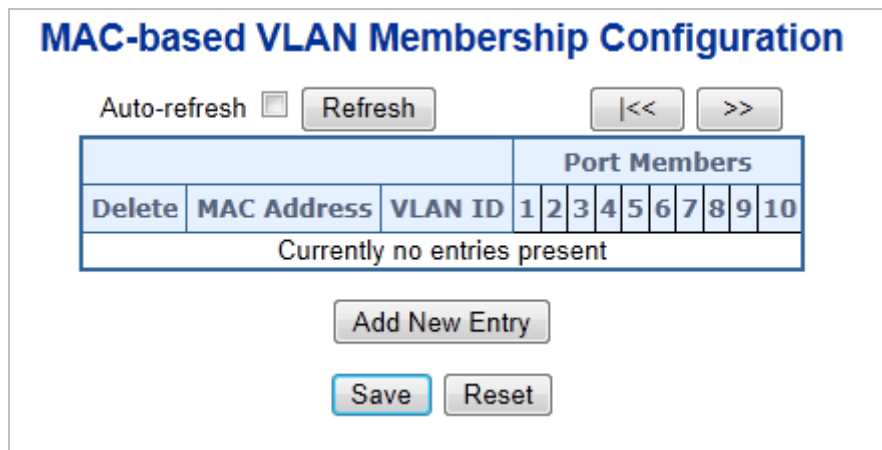 MAC-based VLAN Membership Configuration
Auto-refresh Refresh |<< >>
Port Members
Delete MAC Address VLAN ID 1 2 3 4 5 6 7 8 9 10
Currently no entries present
Add New Entry
Save Reset